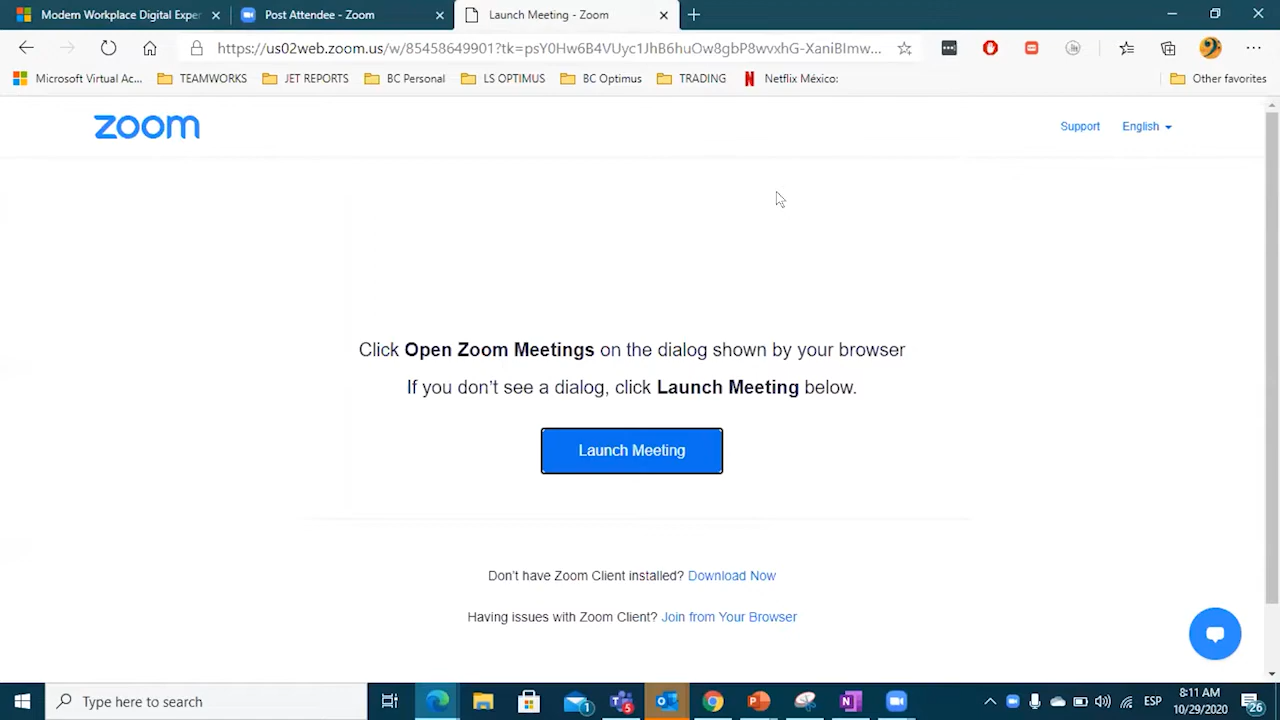 Modern Workplace Digital Exper
Post Attendee - Zoom
Launch Meeting - Zoom
https://us02web.zoom.us/w/85458649901?tk=psY0Hw6B4VUyc1JhB6huOw8gbP8wvxhG-XaniBImw...
Microsoft Virtual Ac...
TEAMWORKS
JET REPORTS
BC Personal
LS OPTIMUS
BC Optimus
TRADING
Netflix México:
Other favorites
zoom
Support
English
Click Open Zoom Meetings on the dialog shown by your browser
If you don't see a dialog, click Launch Meeting below.
Launch Meeting
Don't have Zoom Client installed? Download Now
Having issues with Zoom Client? Join from Your Browser
Type here to search
1
5
ESP
8:11 AM
10/29/2020
26